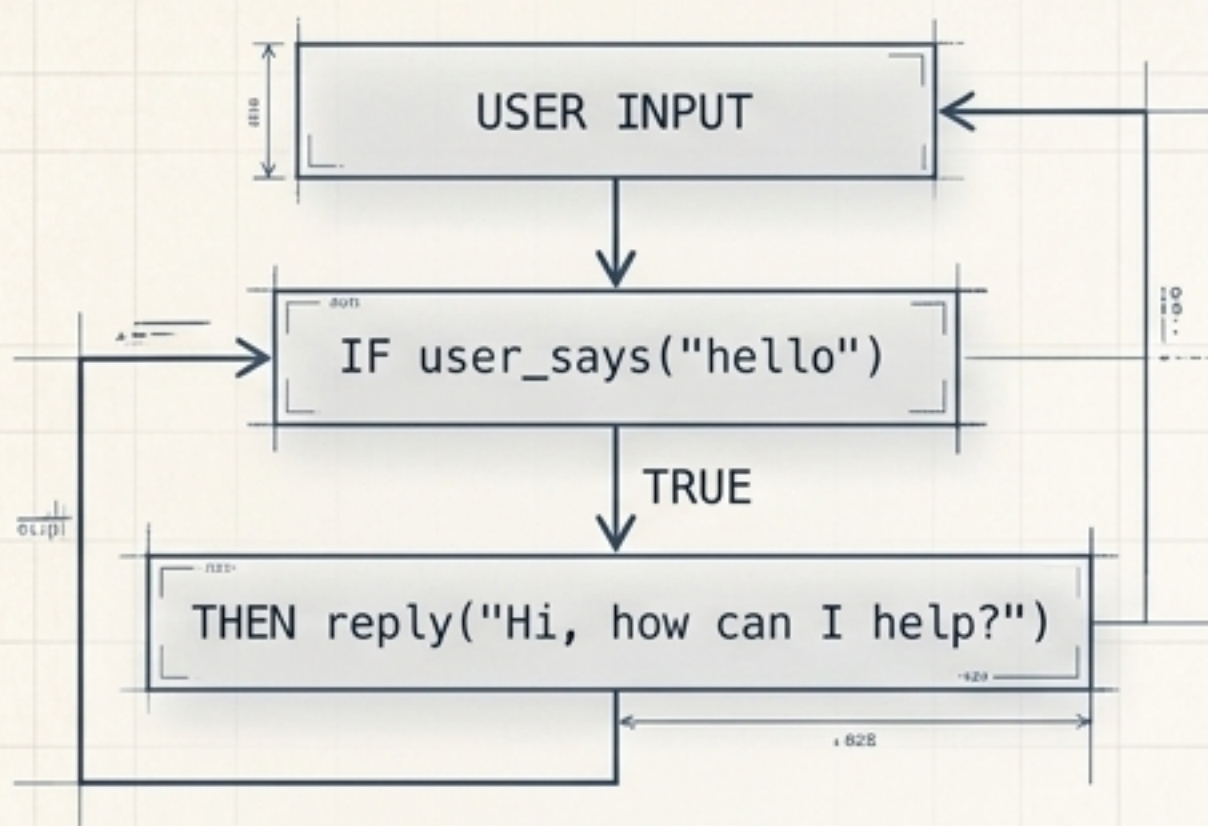 USER INPUT
IF user_says("hello")
TRUE
THEN reply("Hi, how can I help?")